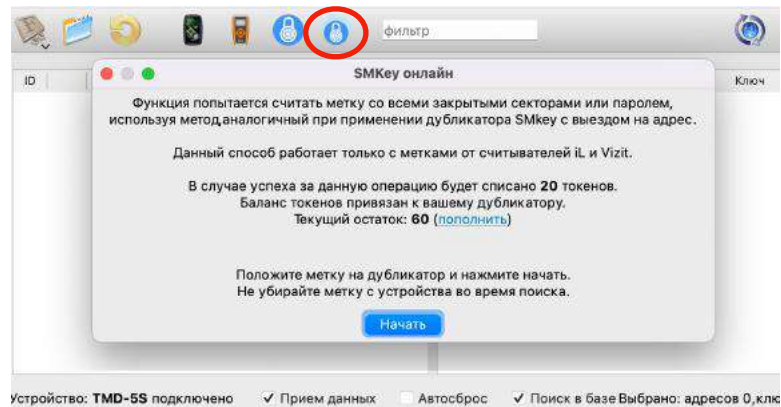 фильтр
SMKey онлайн
ID
Ключ
Функция попытается считать метку со всеми закрытыми секторами или паролем,
используя метод,аналогичный при применении дубликатора SMkey с выездом на адрес.
Данный способ работает только с метками от считывателей iL и Vizit.
В случае успеха за данную операцию будет списано 20 токенов.
Баланс токенов привязан к вашему дубликатору.
Текущий остаток: 60 (пополнить)
Положите метку на дубликатор и нажмите начать.
Не убирайте метку с устройства во время поиска.
Начать
Устройство: TMD-5S подключено Прием данных Автосброс Поиск в базе Выбрано: адресов 0,клю